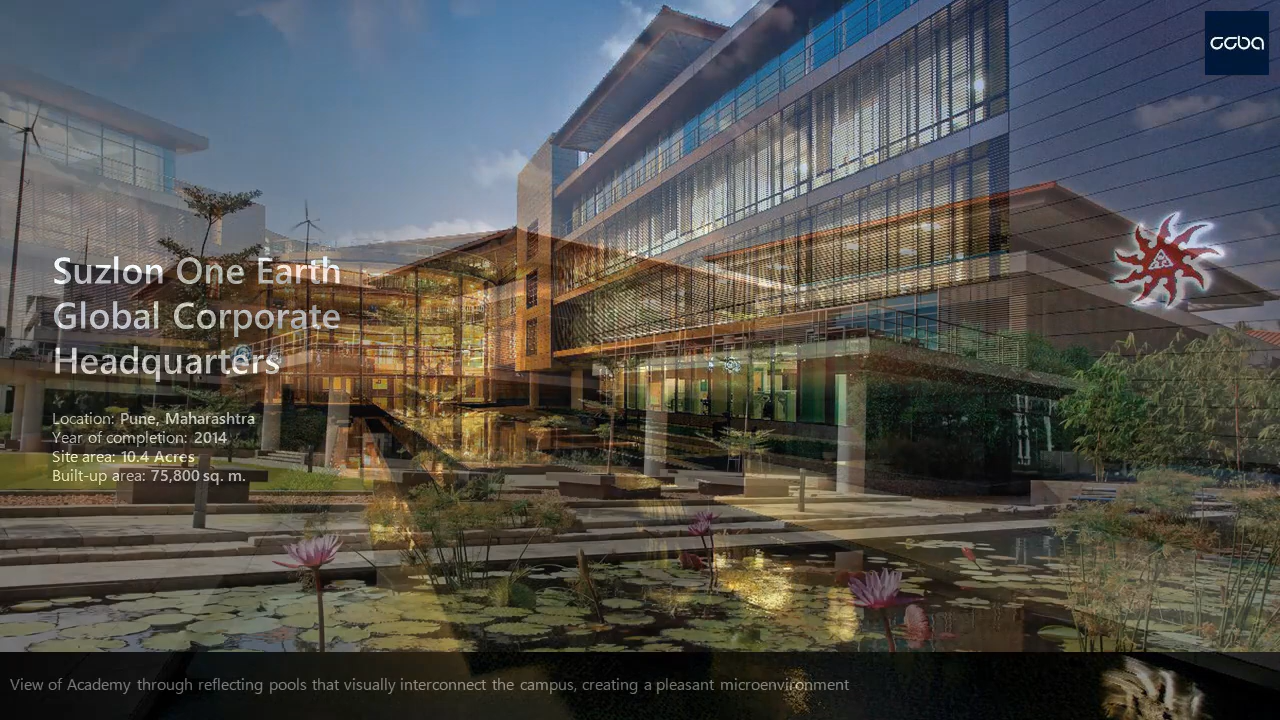 ccba
Suzlon One Earth
Global Corporate
Headquarters
Location: Pune, Maharashtra
Year of completion: 2014
Site area: 10.4 Acres
Built-up area: 75,800 sq. m.
View of Academy through reflecting pools that visually interconnect the campus, creating a pleasant microenvironment